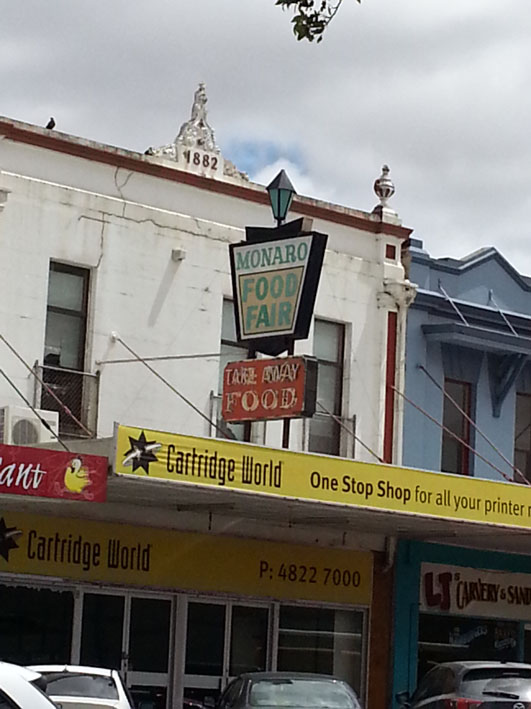 1882
MONARO
FOOD
FAIR
TAKE AWAY
FOOD
ant
Cartridge World
One Stop Shop for all your printer
Cartridge World
P: 4822 7000
LJ's CARVERY &